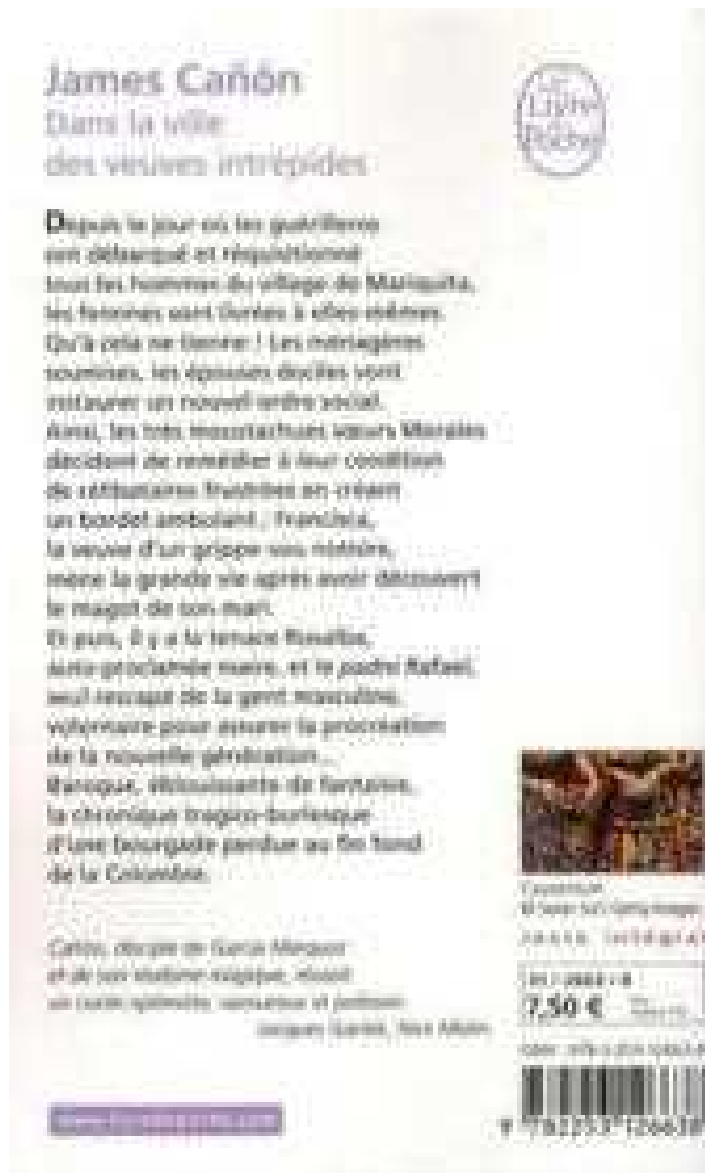 James Cañón
Dans la ville
des veuves intrépides
Le
Livre
de
Poche
Depuis le jour où les guérilleros
ont débarqué et réquisitionné
tous les hommes du village de Mariquita,
les femmes sont livrées à elles-mêmes.
Qu'à cela ne tienne ! Les ménagères
soumises, les épouses dociles vont
instaurer un nouvel ordre social.
Ainsi, les très moustachues sœurs Morales
décident de remédier à leur condition
de célibataires frustrées en créant
un bordel ambulant ; Francisca,
la veuve d'un grippe-sou notoire,
mène la grande vie après avoir découvert
le magot de son mari.
Et puis, il y a la tenace Rosalba,
auto-proclamée maire, et le padre Rafael,
seul rescapé de la gent masculine,
volontaire pour assurer la procréation
de la nouvelle génération...
Baroque, éblouissante de fantaisie,
la chronique tragico-burlesque
d'une bourgade perdue au fin fond
de la Colombie.
Cañón, disciple de García Márquez
et de son réalisme magique, réussit
un conte optimiste, savoureux et
Couverture :
texte intégral
7,50 €
ISBN :
9 782253 126638